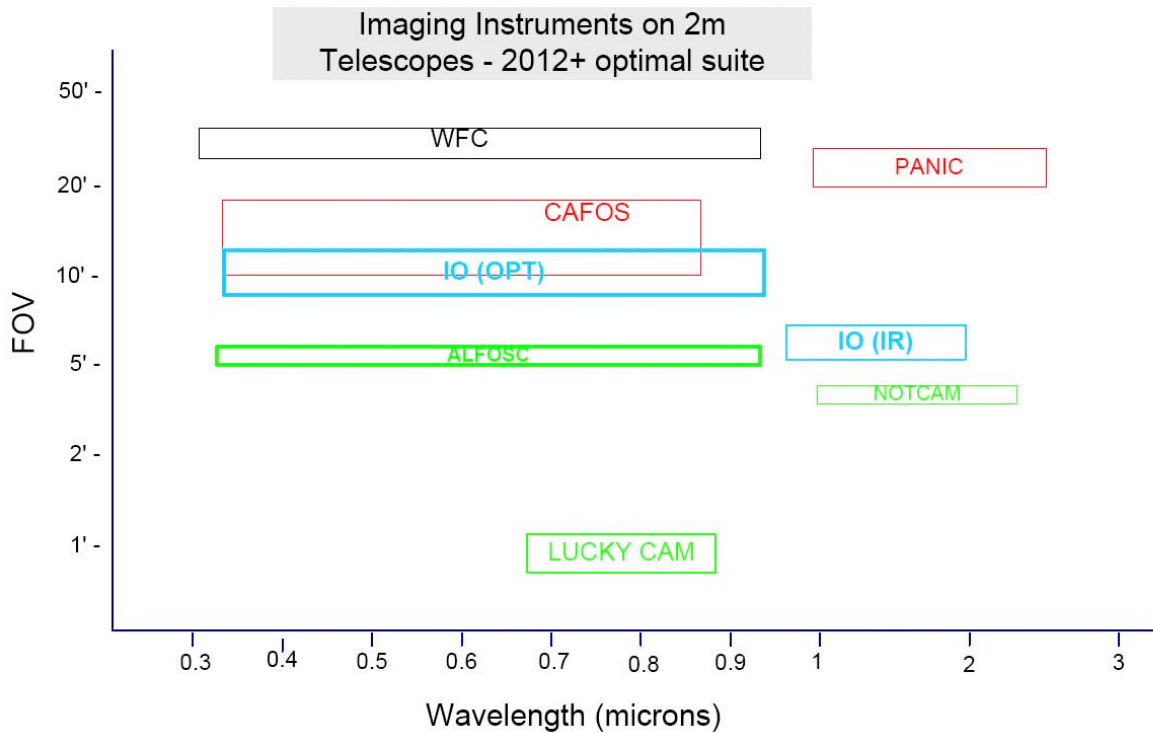 Imaging Instruments on 2m
Telescopes - 2012+ optimal suite
50' -
WFC
PANIC
20' -
CAFOS
IO (OPT)
10' -
FOV
IO (IR)
ALFOSC
5' -
NOTCAM
2' -
1' -
LUCKY CAM
0.3 0.4 0.5 0.6 0.7 0.8 0.9 1 2 3
Wavelength (microns)